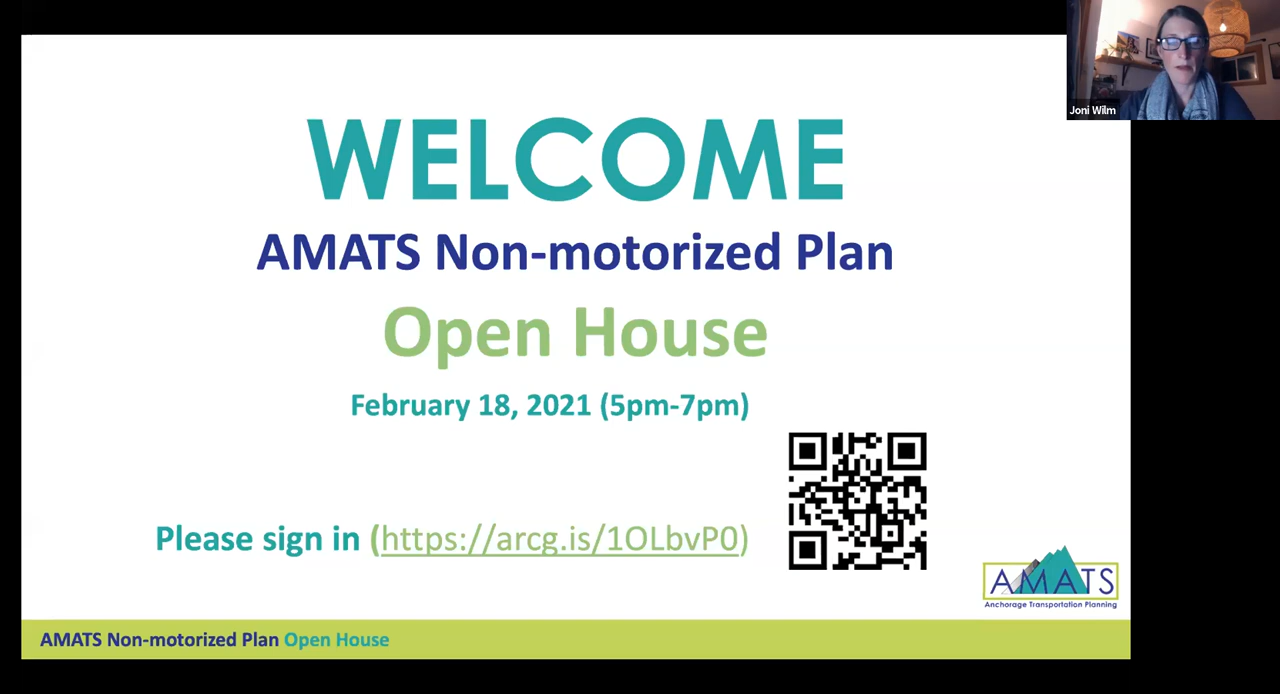 Joni Wilm
WELCOME
AMATS Non-motorized Plan
Open House
February 18, 2021 (5pm-7pm)
Please sign in (https://arcg.is/1OLbvP0)
AMATS
Anchorage Transportation Planning
AMATS Non-motorized Plan Open House